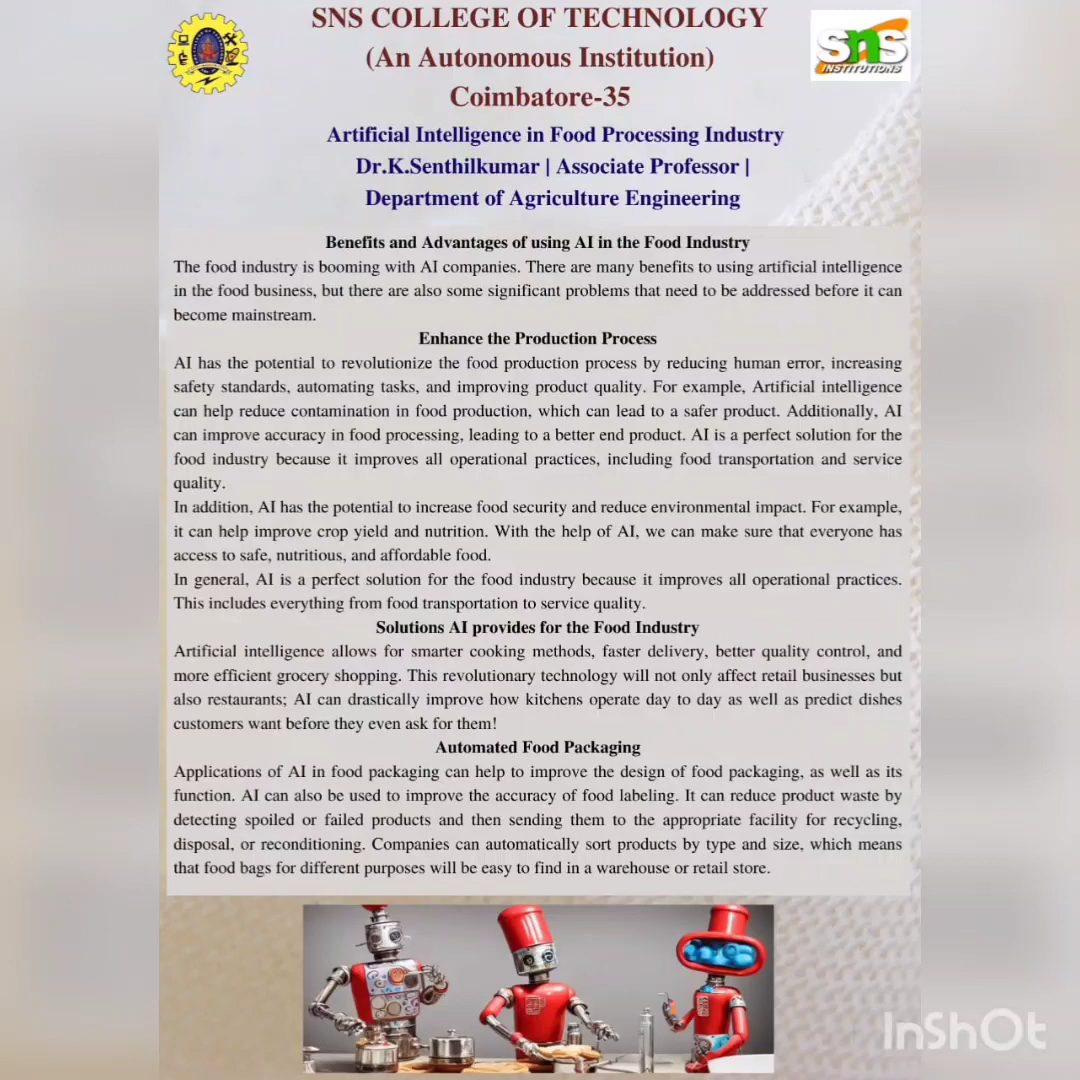 SNS COLLEGE OF TECHNOLOGY
(An Autonomous Institution)
Coimbatore-35
sns
INSTITUTIONS
Artificial Intelligence in Food Processing Industry
Dr.K.Senthilkumar | Associate Professor |
Department of Agriculture Engineering
Benefits and Advantages of using AI in the Food Industry
The food industry is booming with AI companies. There are many benefits to using artificial intelligence
in the food business, but there are also some significant problems that need to be addressed before it can
become mainstream.
Enhance the Production Process
AI has the potential to revolutionize the food production process by reducing human error, increasing
safety standards, automating tasks, and improving product quality. For example, Artificial intelligence
can help reduce contamination in food production, which can lead to a safer product. Additionally, AI
can improve accuracy in food processing, leading to a better end product. AI is a perfect solution for the
food industry because it improves all operational practices, including food transportation and service
quality.
In addition, AI has the potential to increase food security and reduce environmental impact. For example,
it can help improve crop yield and nutrition. With the help of AI, we can make sure that everyone has
access to safe, nutritious, and affordable food.
In general, AI is a perfect solution for the food industry because it improves all operational practices.
This includes everything from food transportation to service quality.
Solutions AI provides for the Food Industry
Artificial intelligence allows for smarter cooking methods, faster delivery, better quality control, and
more efficient grocery shopping. This revolutionary technology will not only affect retail businesses but
also restaurants; AI can drastically improve how kitchens operate day to day as well as predict dishes
customers want before they even ask for them!
Automated Food Packaging
Applications of AI in food packaging can help to improve the design of food packaging, as well as its
function. AI can also be used to improve the accuracy of food labeling. It can reduce product waste by
detecting spoiled or failed products and then sending them to the appropriate facility for recycling,
disposal, or reconditioning. Companies can automatically sort products by type and size, which means
that food bags for different purposes will be easy to find in a warehouse or retail store.
InShOt